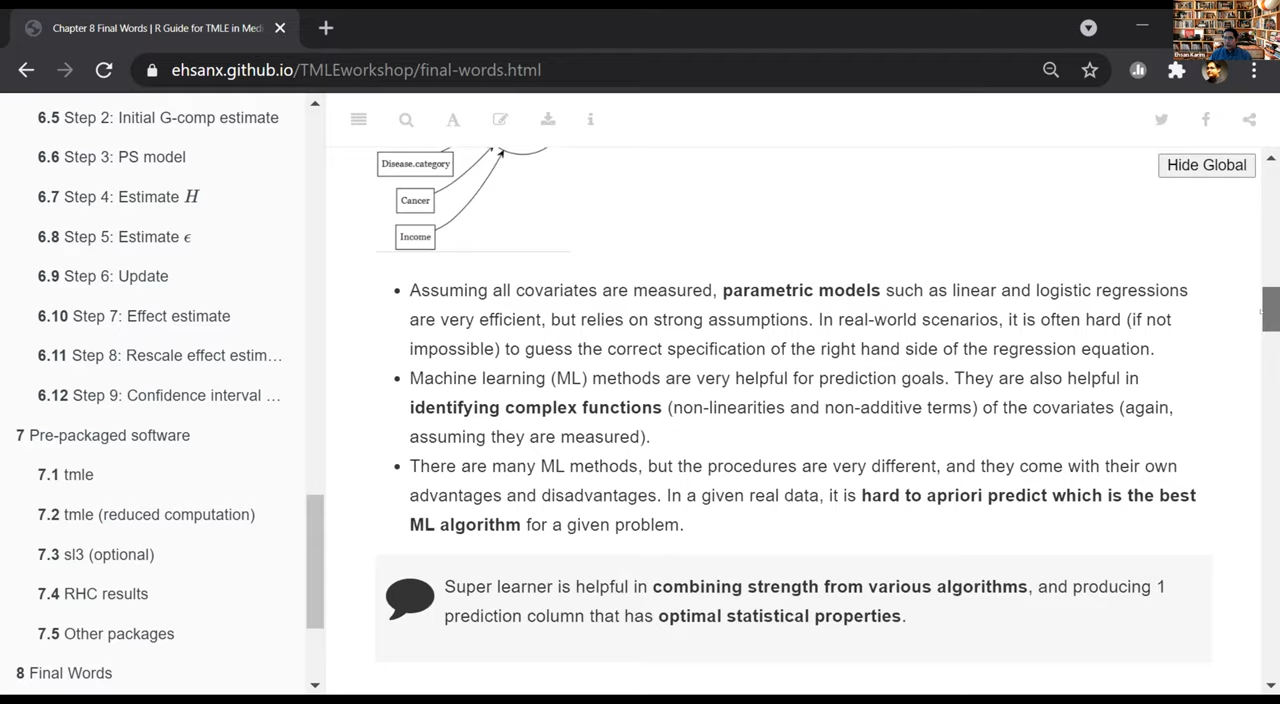 Chapter 8 Final Words | R Guide for TMLE in Medi
ehsanx.github.io/TMLEworkshop/final-words.html
Ehsan Karim
6.5 Step 2: Initial G-comp estimate
6.6 Step 3: PS model
6.7 Step 4: Estimate H
6.8 Step 5: Estimate ϵ
6.9 Step 6: Update
6.10 Step 7: Effect estimate
6.11 Step 8: Rescale effect estim…
6.12 Step 9: Confidence interval …
7 Pre-packaged software
7.1 tmle
7.2 tmle (reduced computation)
7.3 sl3 (optional)
7.4 RHC results
7.5 Other packages
8 Final Words
Hide Global
Disease.category
Cancer
Income
Assuming all covariates are measured, parametric models such as linear and logistic regressions
are very efficient, but relies on strong assumptions. In real-world scenarios, it is often hard (if not
impossible) to guess the correct specification of the right hand side of the regression equation.
Machine learning (ML) methods are very helpful for prediction goals. They are also helpful in
identifying complex functions (non-linearities and non-additive terms) of the covariates (again,
assuming they are measured).
There are many ML methods, but the procedures are very different, and they come with their own
advantages and disadvantages. In a given real data, it is hard to apriori predict which is the best
ML algorithm for a given problem.
Super learner is helpful in combining strength from various algorithms, and producing 1
prediction column that has optimal statistical properties.